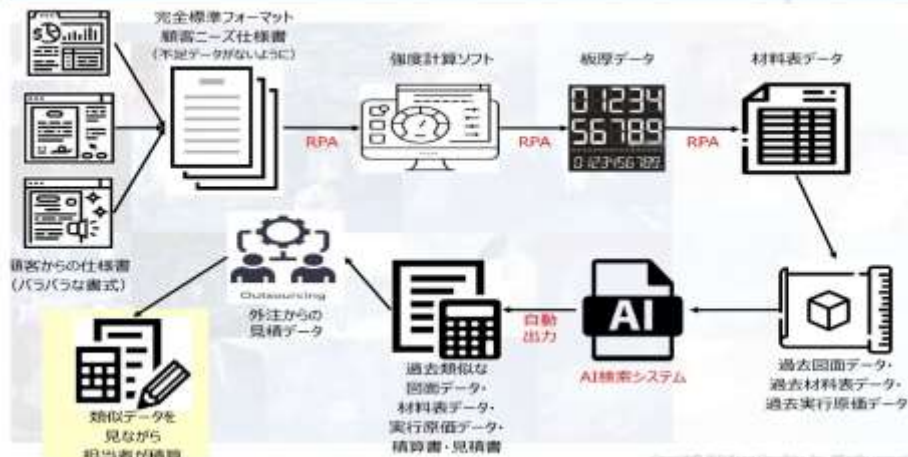 完全標準フォーマット
顧客ニーズ仕様書
(不足データがないように)
強度計算ソフト
板厚データ
材料表データ
01234
56789
0123456789.
RPA
RPA
RPA
顧客からの仕様書
(バラバラな書式)
Outsourcing
外注からの
見積データ
自動
出力
AI
AI検索システム
過去図面データ・
過去材料表データ・
過去実行原価データ
過去類似な
図面データ・
材料表データ・
実行原価データ・
積算書・見積書
類似データを
見ながら
担当者が積算